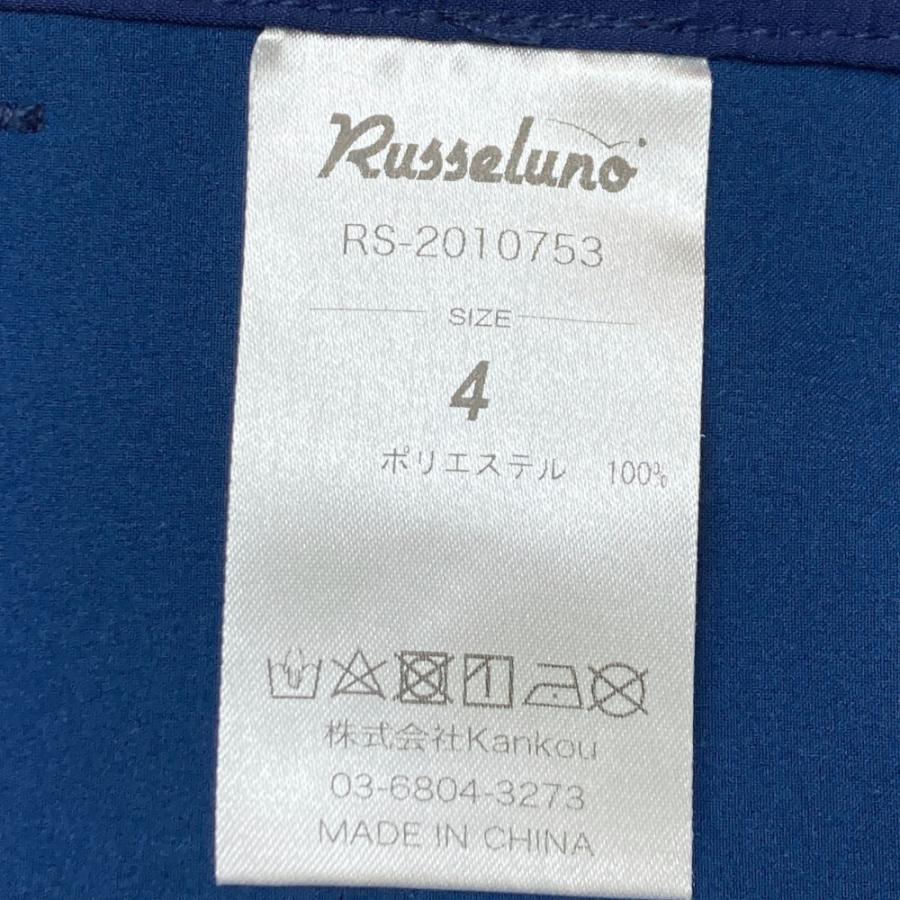 Russeluno
RS-2010753
SIZE
4
ポリエステル 100%
株式会社Kankou
03-6804-3273
MADE IN CHINA